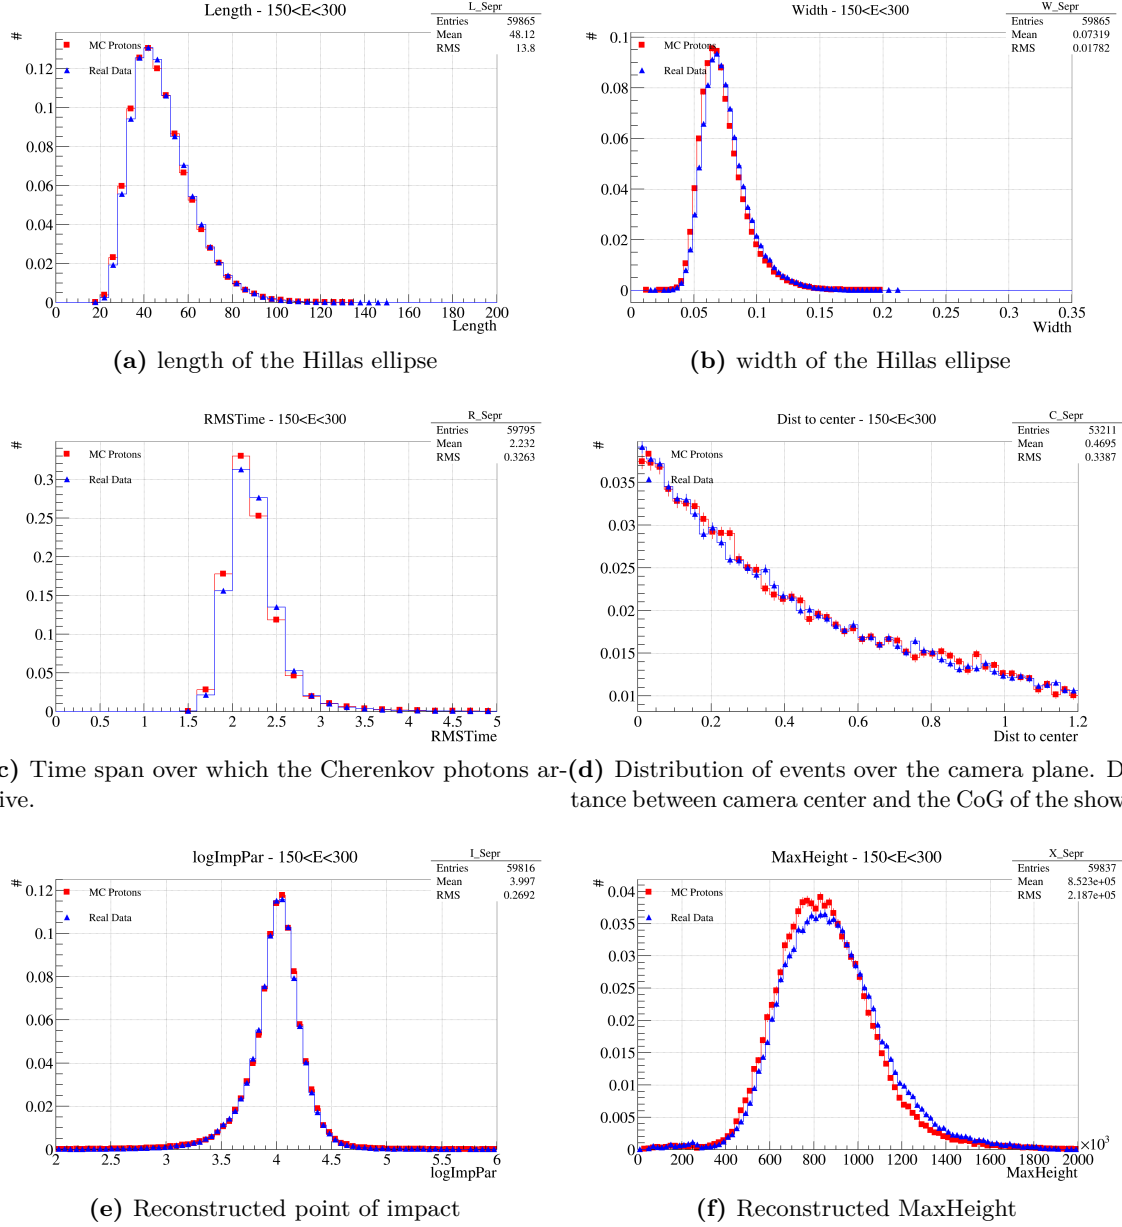 Length - 150<E<300
L_Sepr
Entries 59865
Mean 48.12
RMS 13.8
#
MC Protons
Real Data
0.12
0.1
0.08
0.06
0.04
0.02
0
0 20 40 60 80 100 120 140 160 180 200
Length
(a) length of the Hillas ellipse
Width - 150<E<300
W_Sepr
Entries 59865
Mean 0.07319
RMS 0.01782
#
MC Protons
Real Data
0.1
0.08
0.06
0.04
0.02
0
0 0.05 0.1 0.15 0.2 0.25 0.3 0.35
Width
(b) width of the Hillas ellipse
RMSTime - 150<E<300
R_Sepr
Entries 59795
Mean 2.232
RMS 0.3263
#
MC Protons
Real Data
0.3
0.25
0.2
0.15
0.1
0.05
0
0 0.5 1 1.5 2 2.5 3 3.5 4 4.5 5
RMSTime
c) Time span over which the Cherenkov photons ar-
ive.
Dist to center - 150<E<300
C_Sepr
Entries 53211
Mean 0.4695
RMS 0.3387
#
MC Protons
Real Data
0.035
0.03
0.025
0.02
0.015
0.01
0 0.2 0.4 0.6 0.8 1 1.2
Dist to center
(d) Distribution of events over the camera plane. D
tance between camera center and the CoG of the show
logImpPar - 150<E<300
I_Sepr
Entries 59816
Mean 3.997
RMS 0.2692
#
MC Protons
Real Data
0.12
0.1
0.08
0.06
0.04
0.02
0
2 2.5 3 3.5 4 4.5 5 5.5 6
logImpPar
(e) Reconstructed point of impact
MaxHeight - 150<E<300
X_Sepr
Entries 59837
Mean 8.523e+05
RMS 2.187e+05
#
MC Protons
Real Data
0.04
0.035
0.03
0.025
0.02
0.015
0.01
0.005
0
0 200 400 600 800 1000 1200 1400 1600 1800 2000
×10³
MaxHeight
(f) Reconstructed MaxHeight